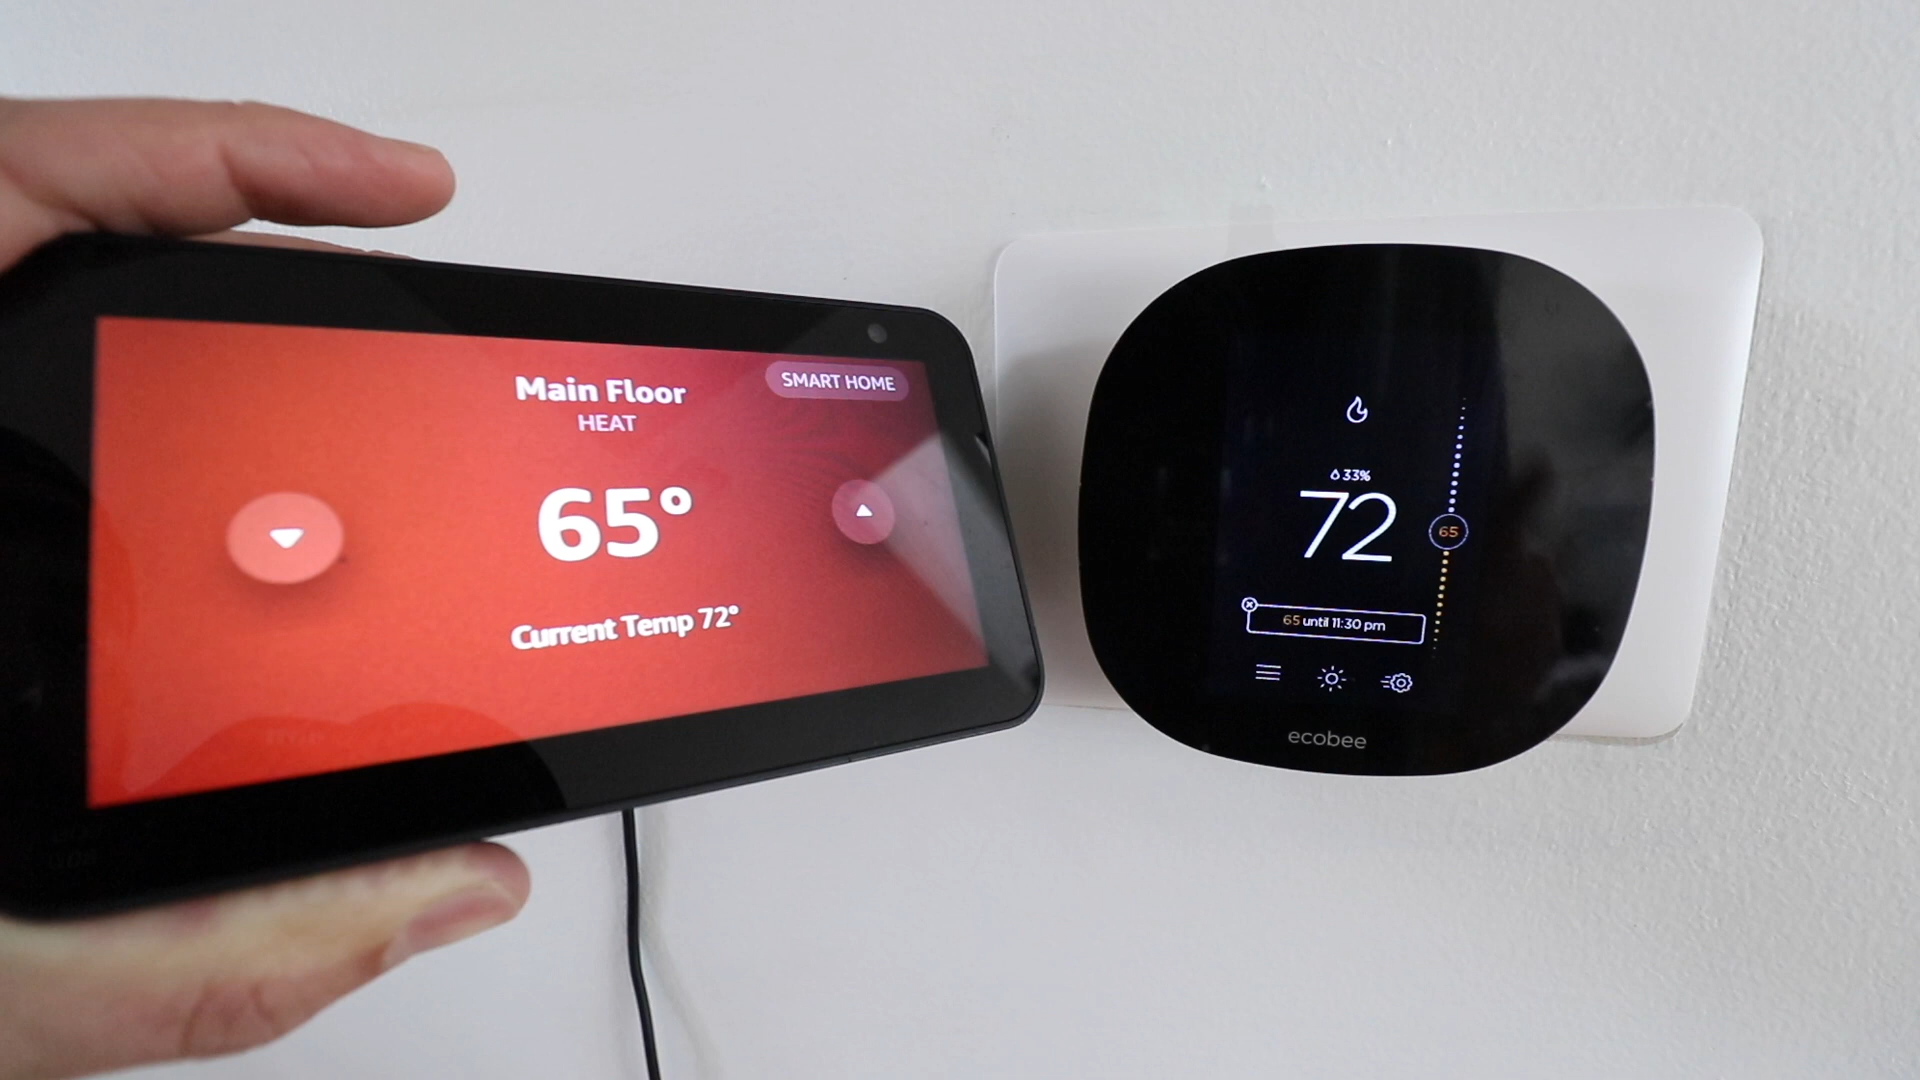 Main Floor
HEAT
SMART HOME
65°
Current Temp 72°
33%
72
65
65 until 11:30 pm
ecobee